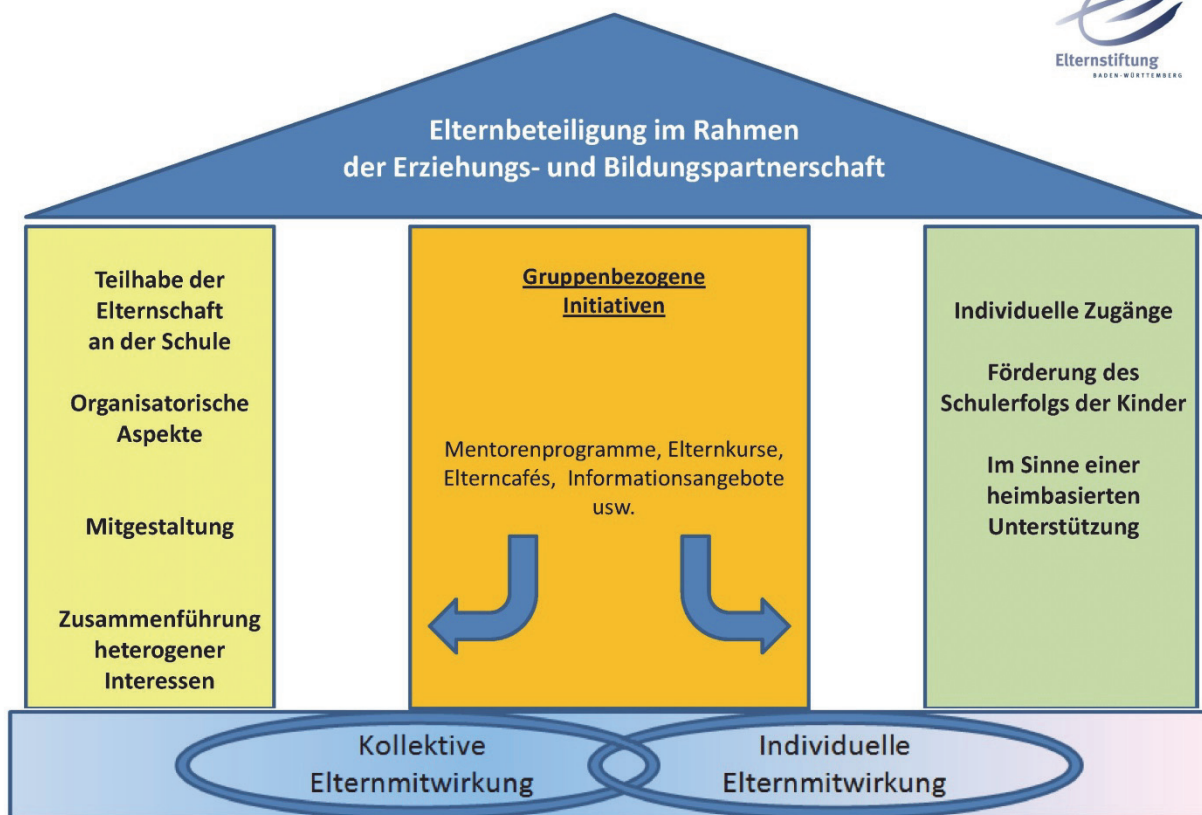 Elternstiftung
BADEN-WÜRTTEMBERG
Elternbeteiligung im Rahmen
der Erziehungs- und Bildungspartnerschaft
Teilhabe der
Elternschaft
an der Schule
Organisatorische
Aspekte
Mitgestaltung
Zusammenführung
heterogener
Interessen
Gruppenbezogene
Initiativen
Mentorenprogramme, Elternkurse,
Elterncafés, Informationsangebote
usw.
Individuelle Zugänge
Förderung des
Schulerfolgs der Kinder
Im Sinne einer
heimbasierten
Unterstützung
Kollektive
Elternmitwirkung
Individuelle
Elternmitwirkung